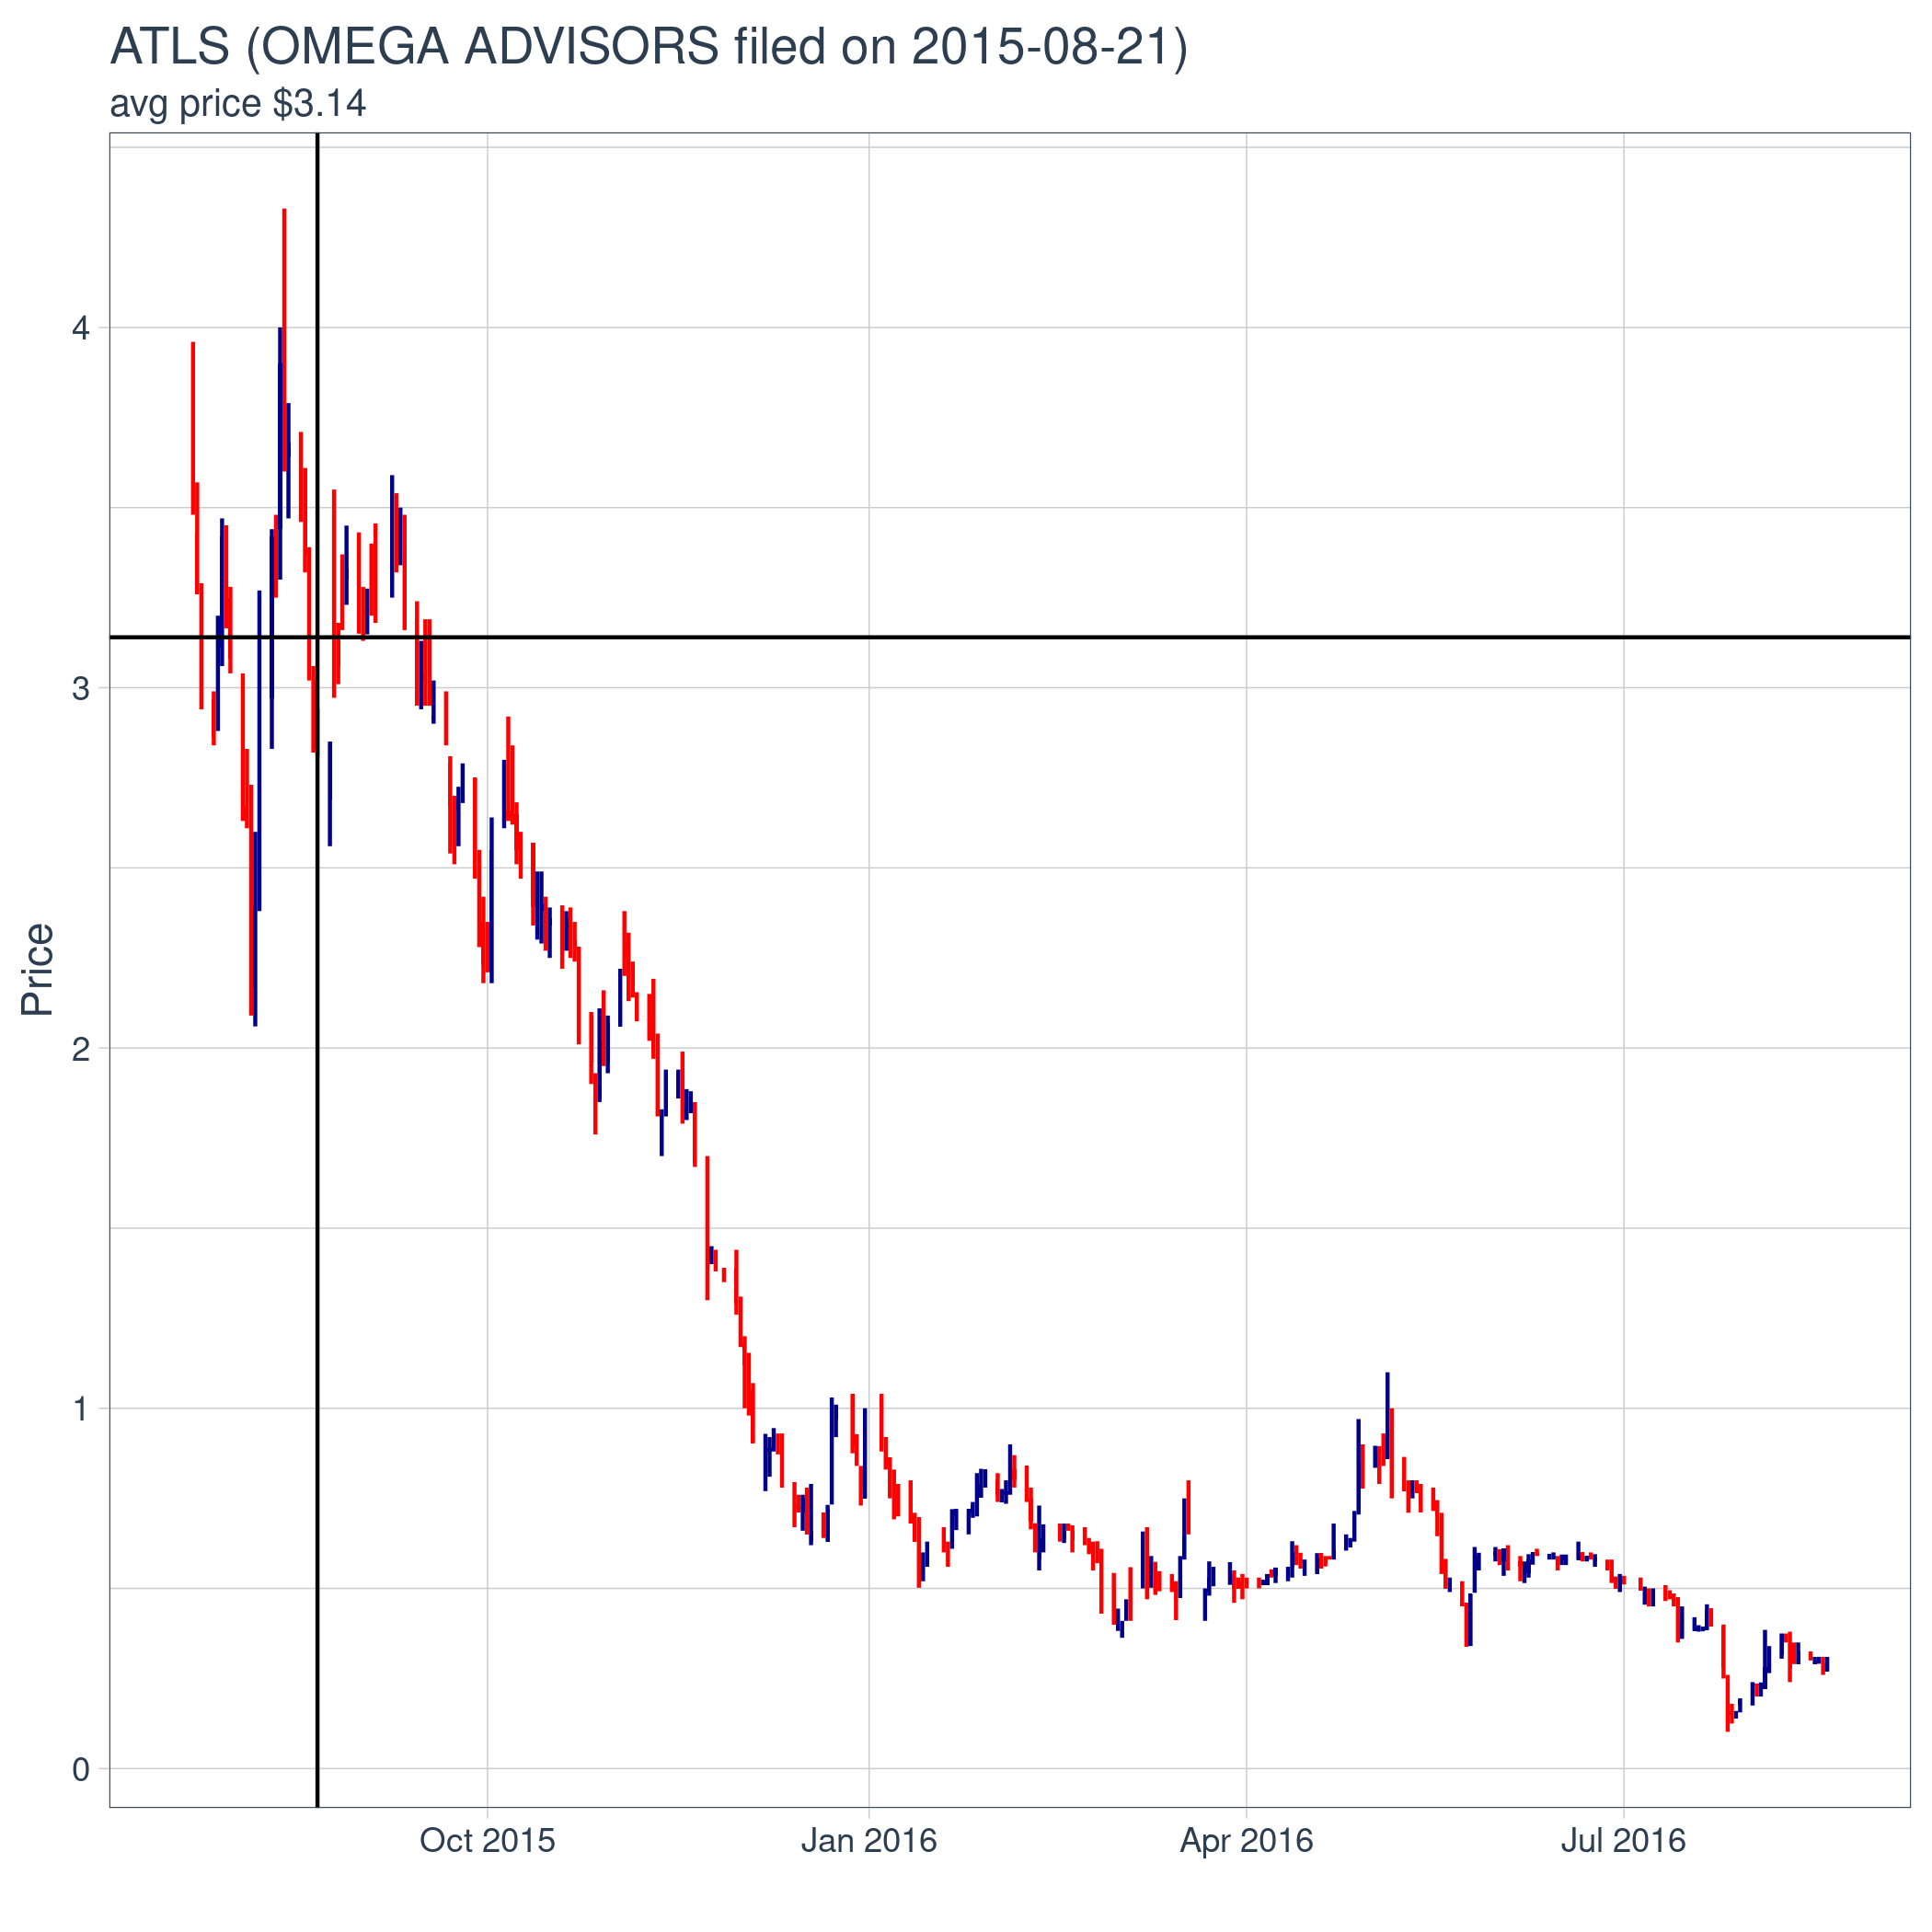 ATLS (OMEGA ADVISORS filed on 2015-08-21)
avg price $3.14
4
3
2
1
0
Price
Oct 2015
Jan 2016
Apr 2016
Jul 2016